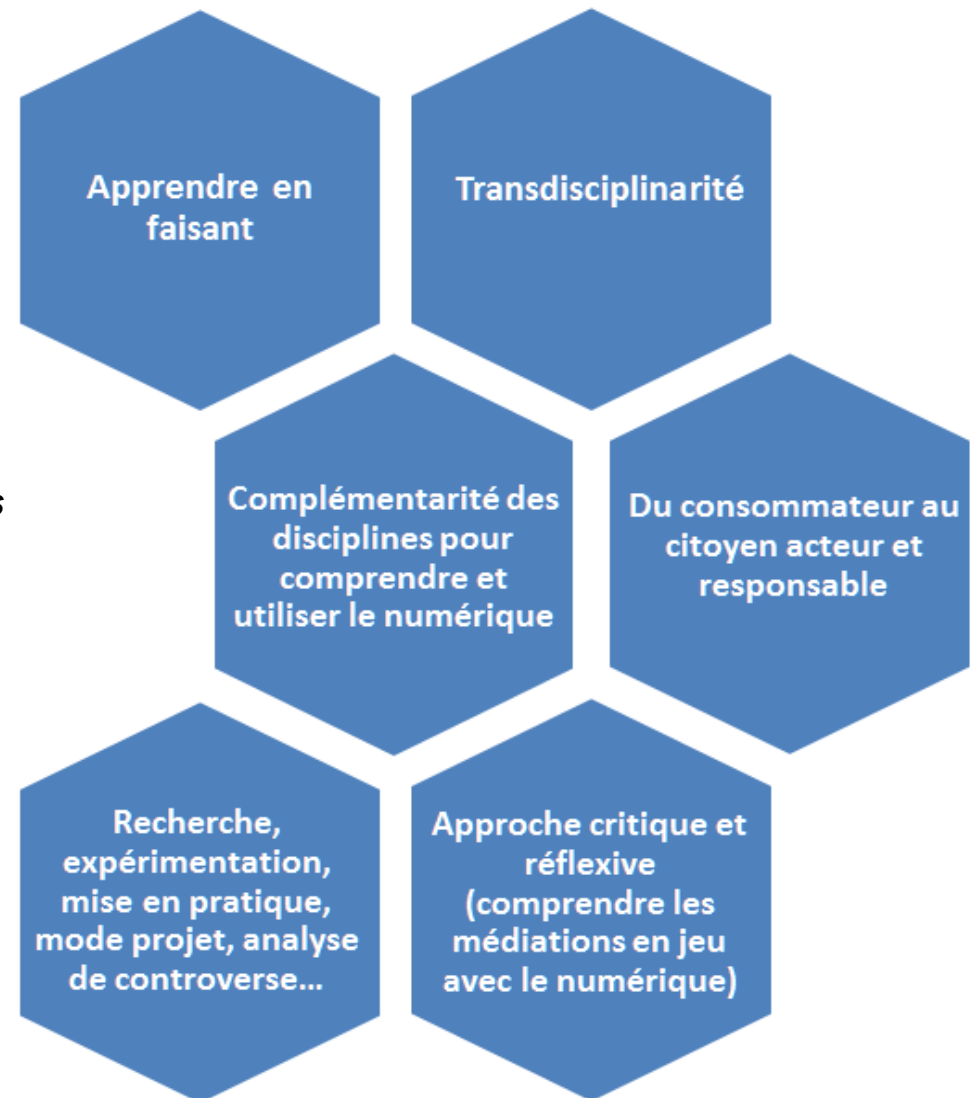 Apprendre en
faisant
Transdisciplinarité
s
Complémentarité des
disciplines pour
comprendre et
utiliser le numérique
Du consommateur au
citoyen acteur et
responsable
Recherche,
expérimentation,
mise en pratique,
mode projet, analyse
de controverse...
Approche critique et
réflexive
(comprendre les
médiations en jeu
avec le numérique)